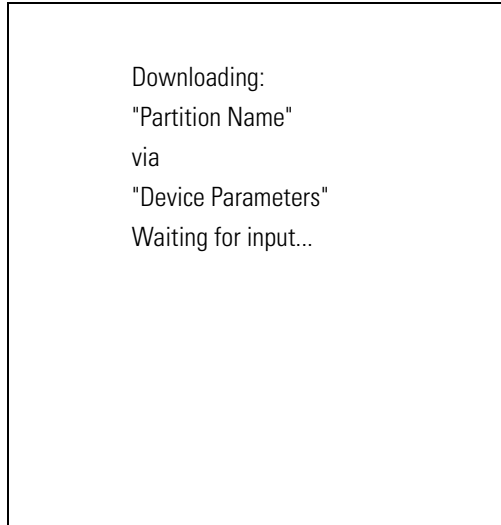 Downloading:
"Partition Name"
via
"Device Parameters"
Waiting for input...